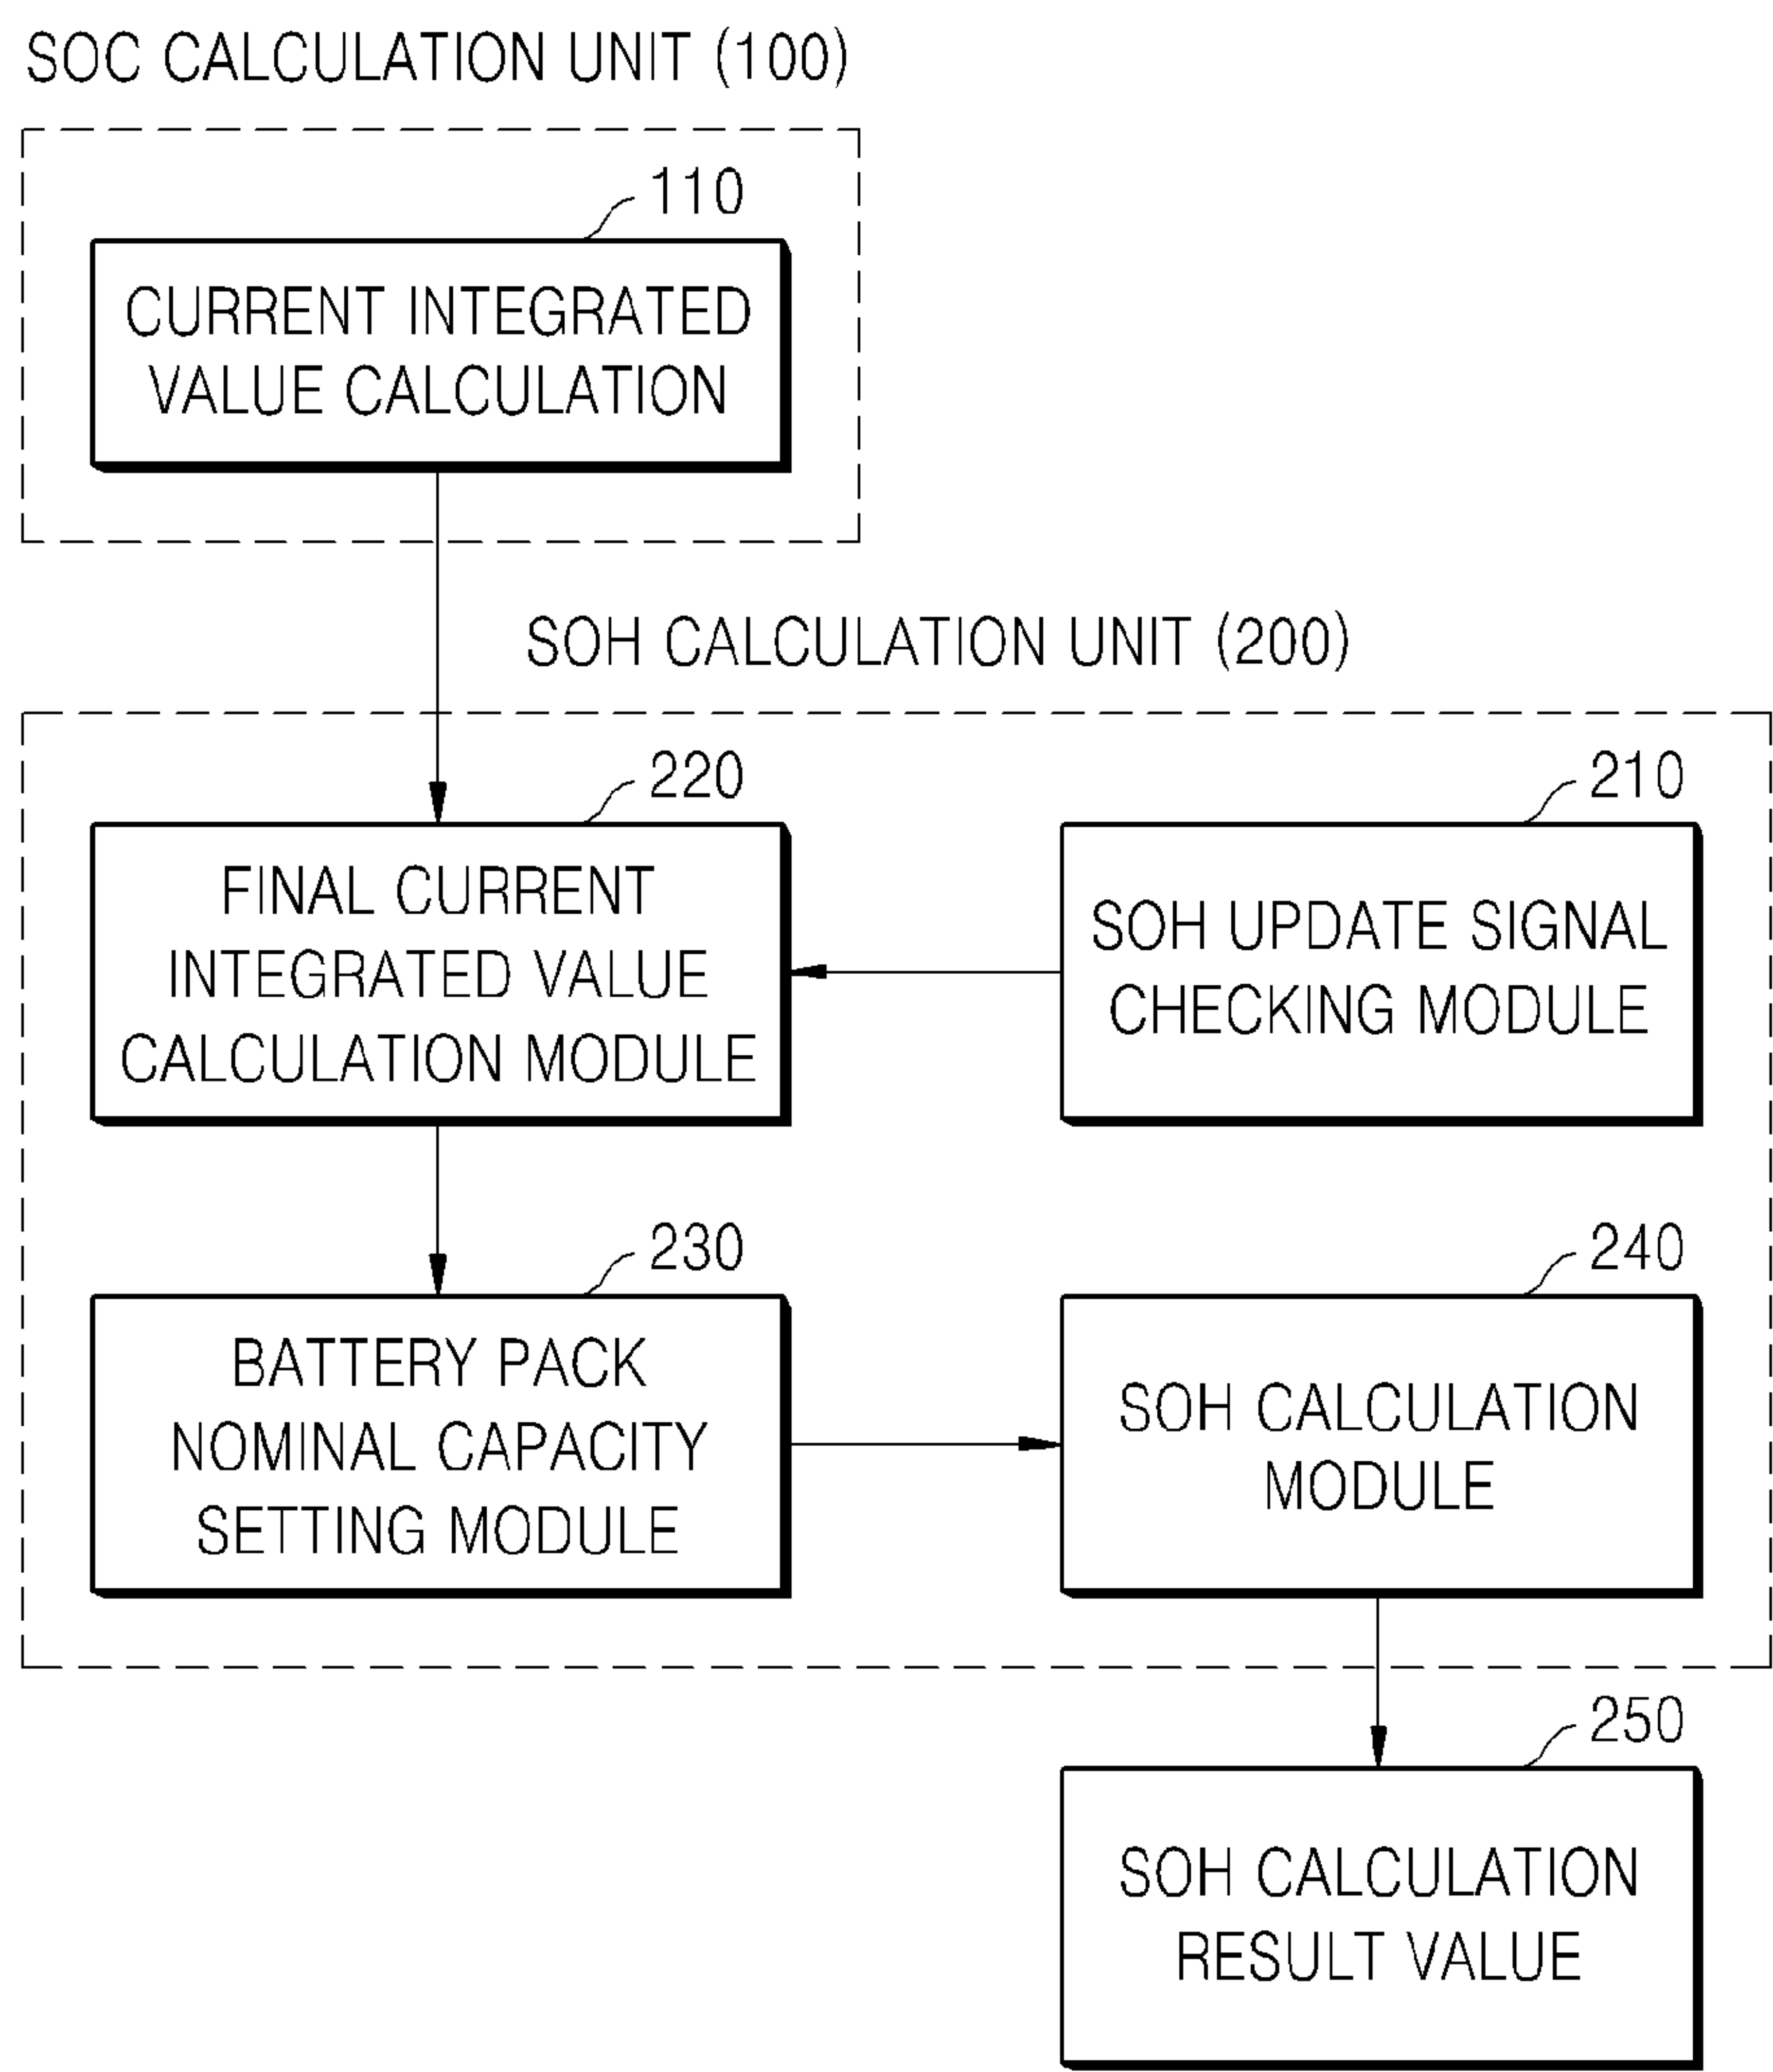 SOC CALCULATION UNIT (100)
110
CURRENT INTEGRATED
VALUE CALCULATION
SOH CALCULATION UNIT (200)
220
FINAL CURRENT
INTEGRATED VALUE
CALCULATION MODULE
210
SOH UPDATE SIGNAL
CHECKING MODULE
230
BATTERY PACK
NOMINAL CAPACITY
SETTING MODULE
240
SOH CALCULATION
MODULE
250
SOH CALCULATION
RESULT VALUE